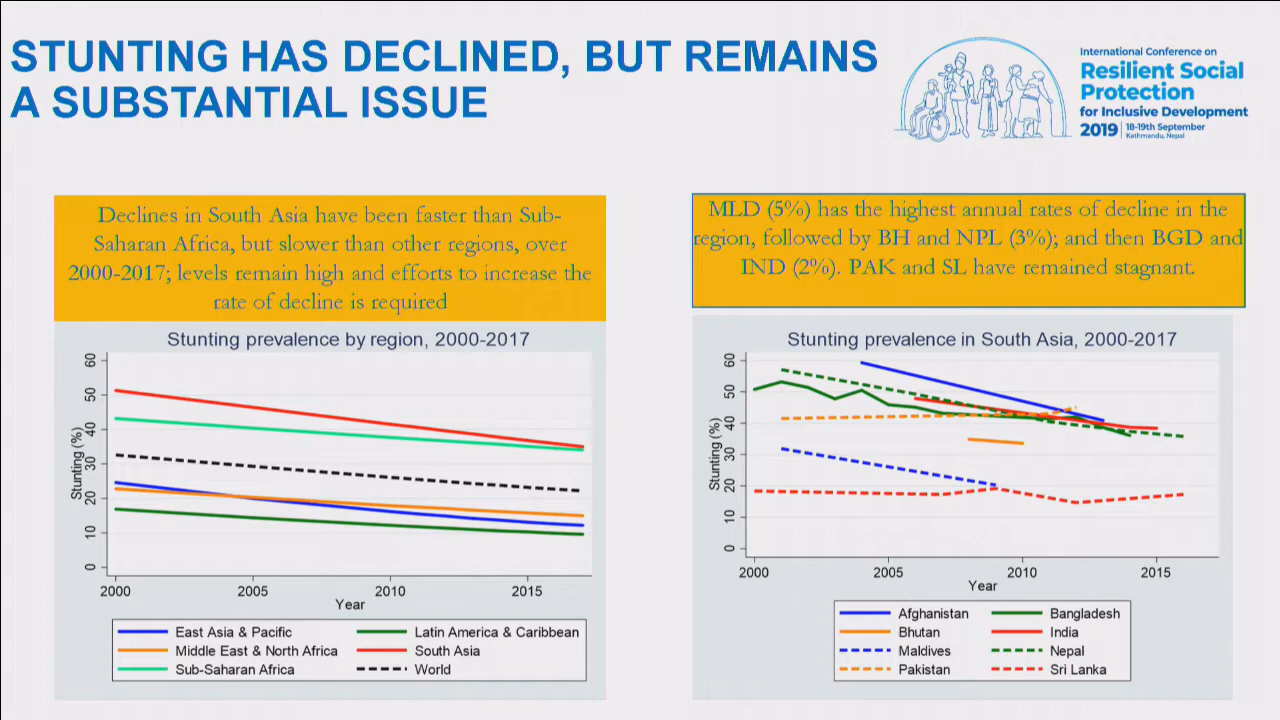 STUNTING HAS DECLINED, BUT REMAINS
A SUBSTANTIAL ISSUE
International Conference on
Resilient Social
Protection
for Inclusive Development
2019 | 18-19th September
Kathmandu, Nepal
Declines in South Asia have been faster than Sub-
Saharan Africa, but slower than other regions, over
2000-2017; levels remain high and efforts to increase the
rate of decline is required
Stunting prevalence by region, 2000-2017
Stunting (%)
60
50
40
30
20
10
0
2000 2005 2010 2015
Year
East Asia & Pacific Latin America & Caribbean
Middle East & North Africa South Asia
Sub-Saharan Africa World
MLD (5%) has the highest annual rates of decline in the
region, followed by BH and NPL (3%); and then BGD and
IND (2%). PAK and SL have remained stagnant.
Stunting prevalence in South Asia, 2000-2017
Stunting (%)
60
50
40
30
20
10
0
2000 2005 2010 2015
Year
Afghanistan Bangladesh
Bhutan India
Maldives Nepal
Pakistan Sri Lanka